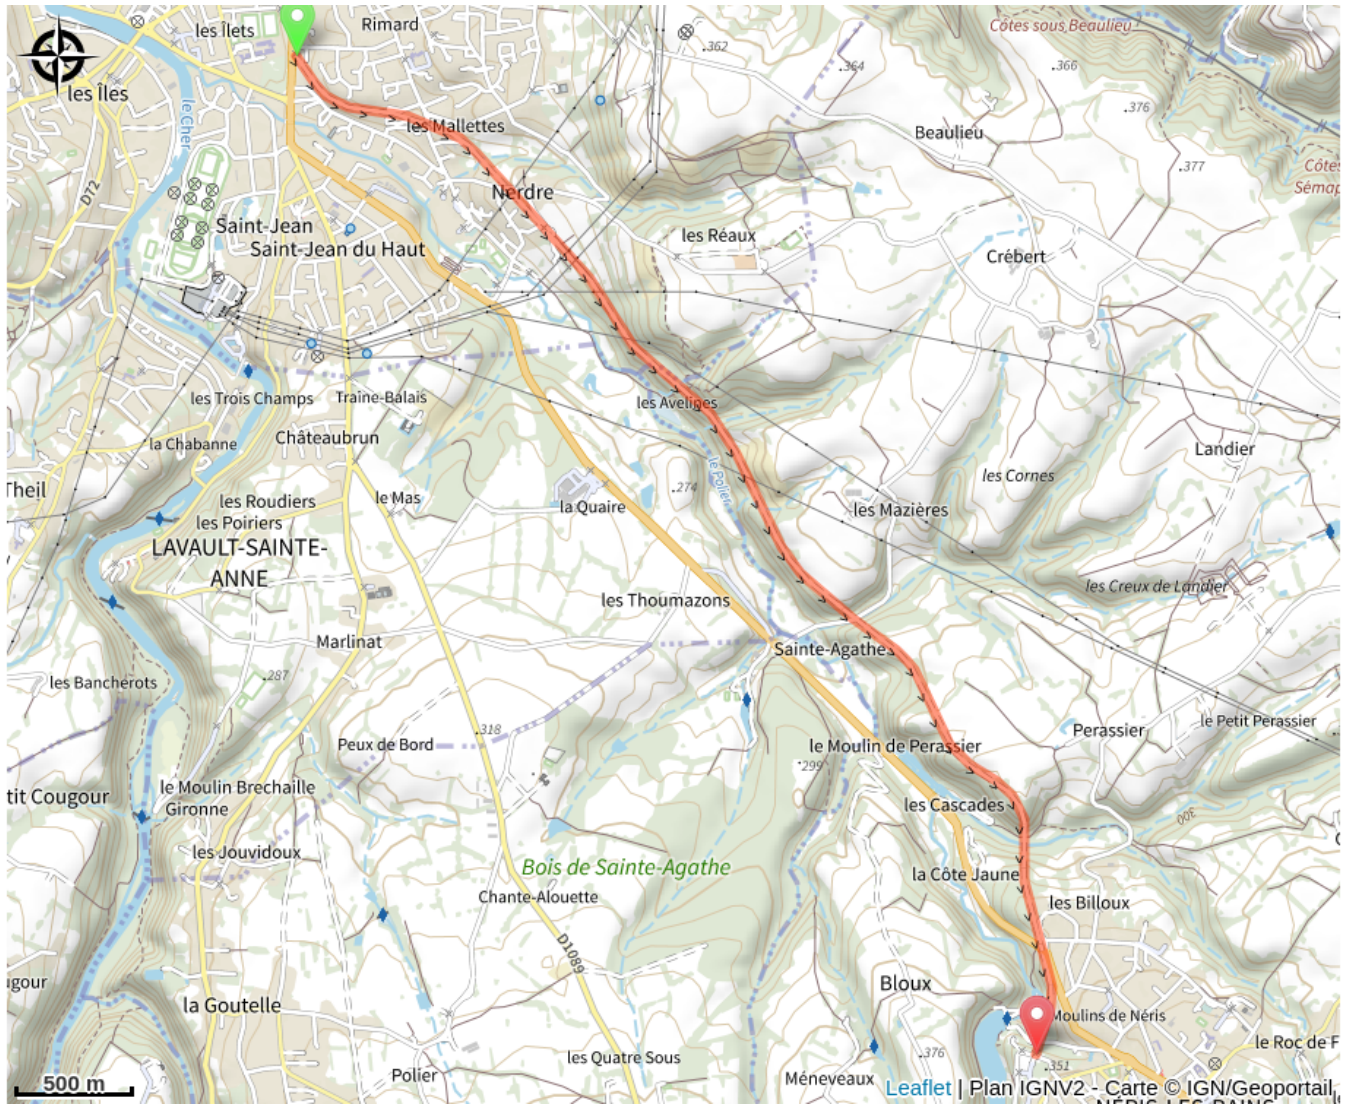 Côtes sous Beaulieu
Rimard
les Îlets
.362
.364
.366
les Îles
le Cher
.376
les Mallettes
Beaulieu
.377
Côtes
D72
Nerdre
Saint-Jean
les Réaux
Saint-Jean du Haut
Crébert
les Trois Champs
Traîne-Balais
les Avelines
Châteaubrun
la Chabanne
Landier
le Polier
les Cornes
Theil
.274
les Roudiers
le Mas
la Quaire
les Mazières
les Poiriers
LAVAULT-SAINTE-
ANNE
les Creux de Landier
les Thoumazons
Marlinat
Sainte-Agathe
.287
les Bancherots
.318
le Petit Perassier
Perassier
Peux de Bord
le Moulin de Perassier
.299
le Moulin Brechaille
tit Cougour
Gironne
les Cascades
300
les Jouvidoux
Bois de Sainte-Agathe
la Côte Jaune
Chante-Alouette
les Billoux
D1089
Bloux
la Goutelle
Moulins de Néris
les Quatre Sous
.376
.351
le Roc de F
Polier
Méneveaux
500 m
Leaflet | Plan IGNV2 - Carte © IGN/Geoportail